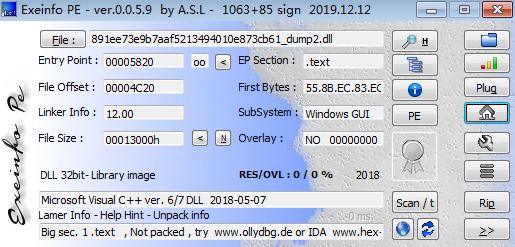 Exeinfo PE - ver.0.0.5.9 by A.S.L - 1063+85 sign 2019.12.12
File : 891ee73e9b7aaf5213494010e873cb61_dump2.dll
H
Entry Point : 00005820 oo < EP Section : .text
File Offset : 00004C20 First Bytes : 55.8B.EC.83.EC
Plug
Linker Info : 12.00 SubSystem : Windows GUI
PE
File Size : 00013000h < N Overlay : NO 00000000
DLL 32bit- Library image RES/OVL : 0 / 0 % 2018
Microsoft Visual C++ ver. 6/7 DLL 2018-05-07
Scan / t
Rip
Lamer Info - Help Hint - Unpack info
-0 ms.
Big sec. 1 .text , Not packed , try www.ollydbg.de or IDA www.hex-
>>
Exeinfo Pe